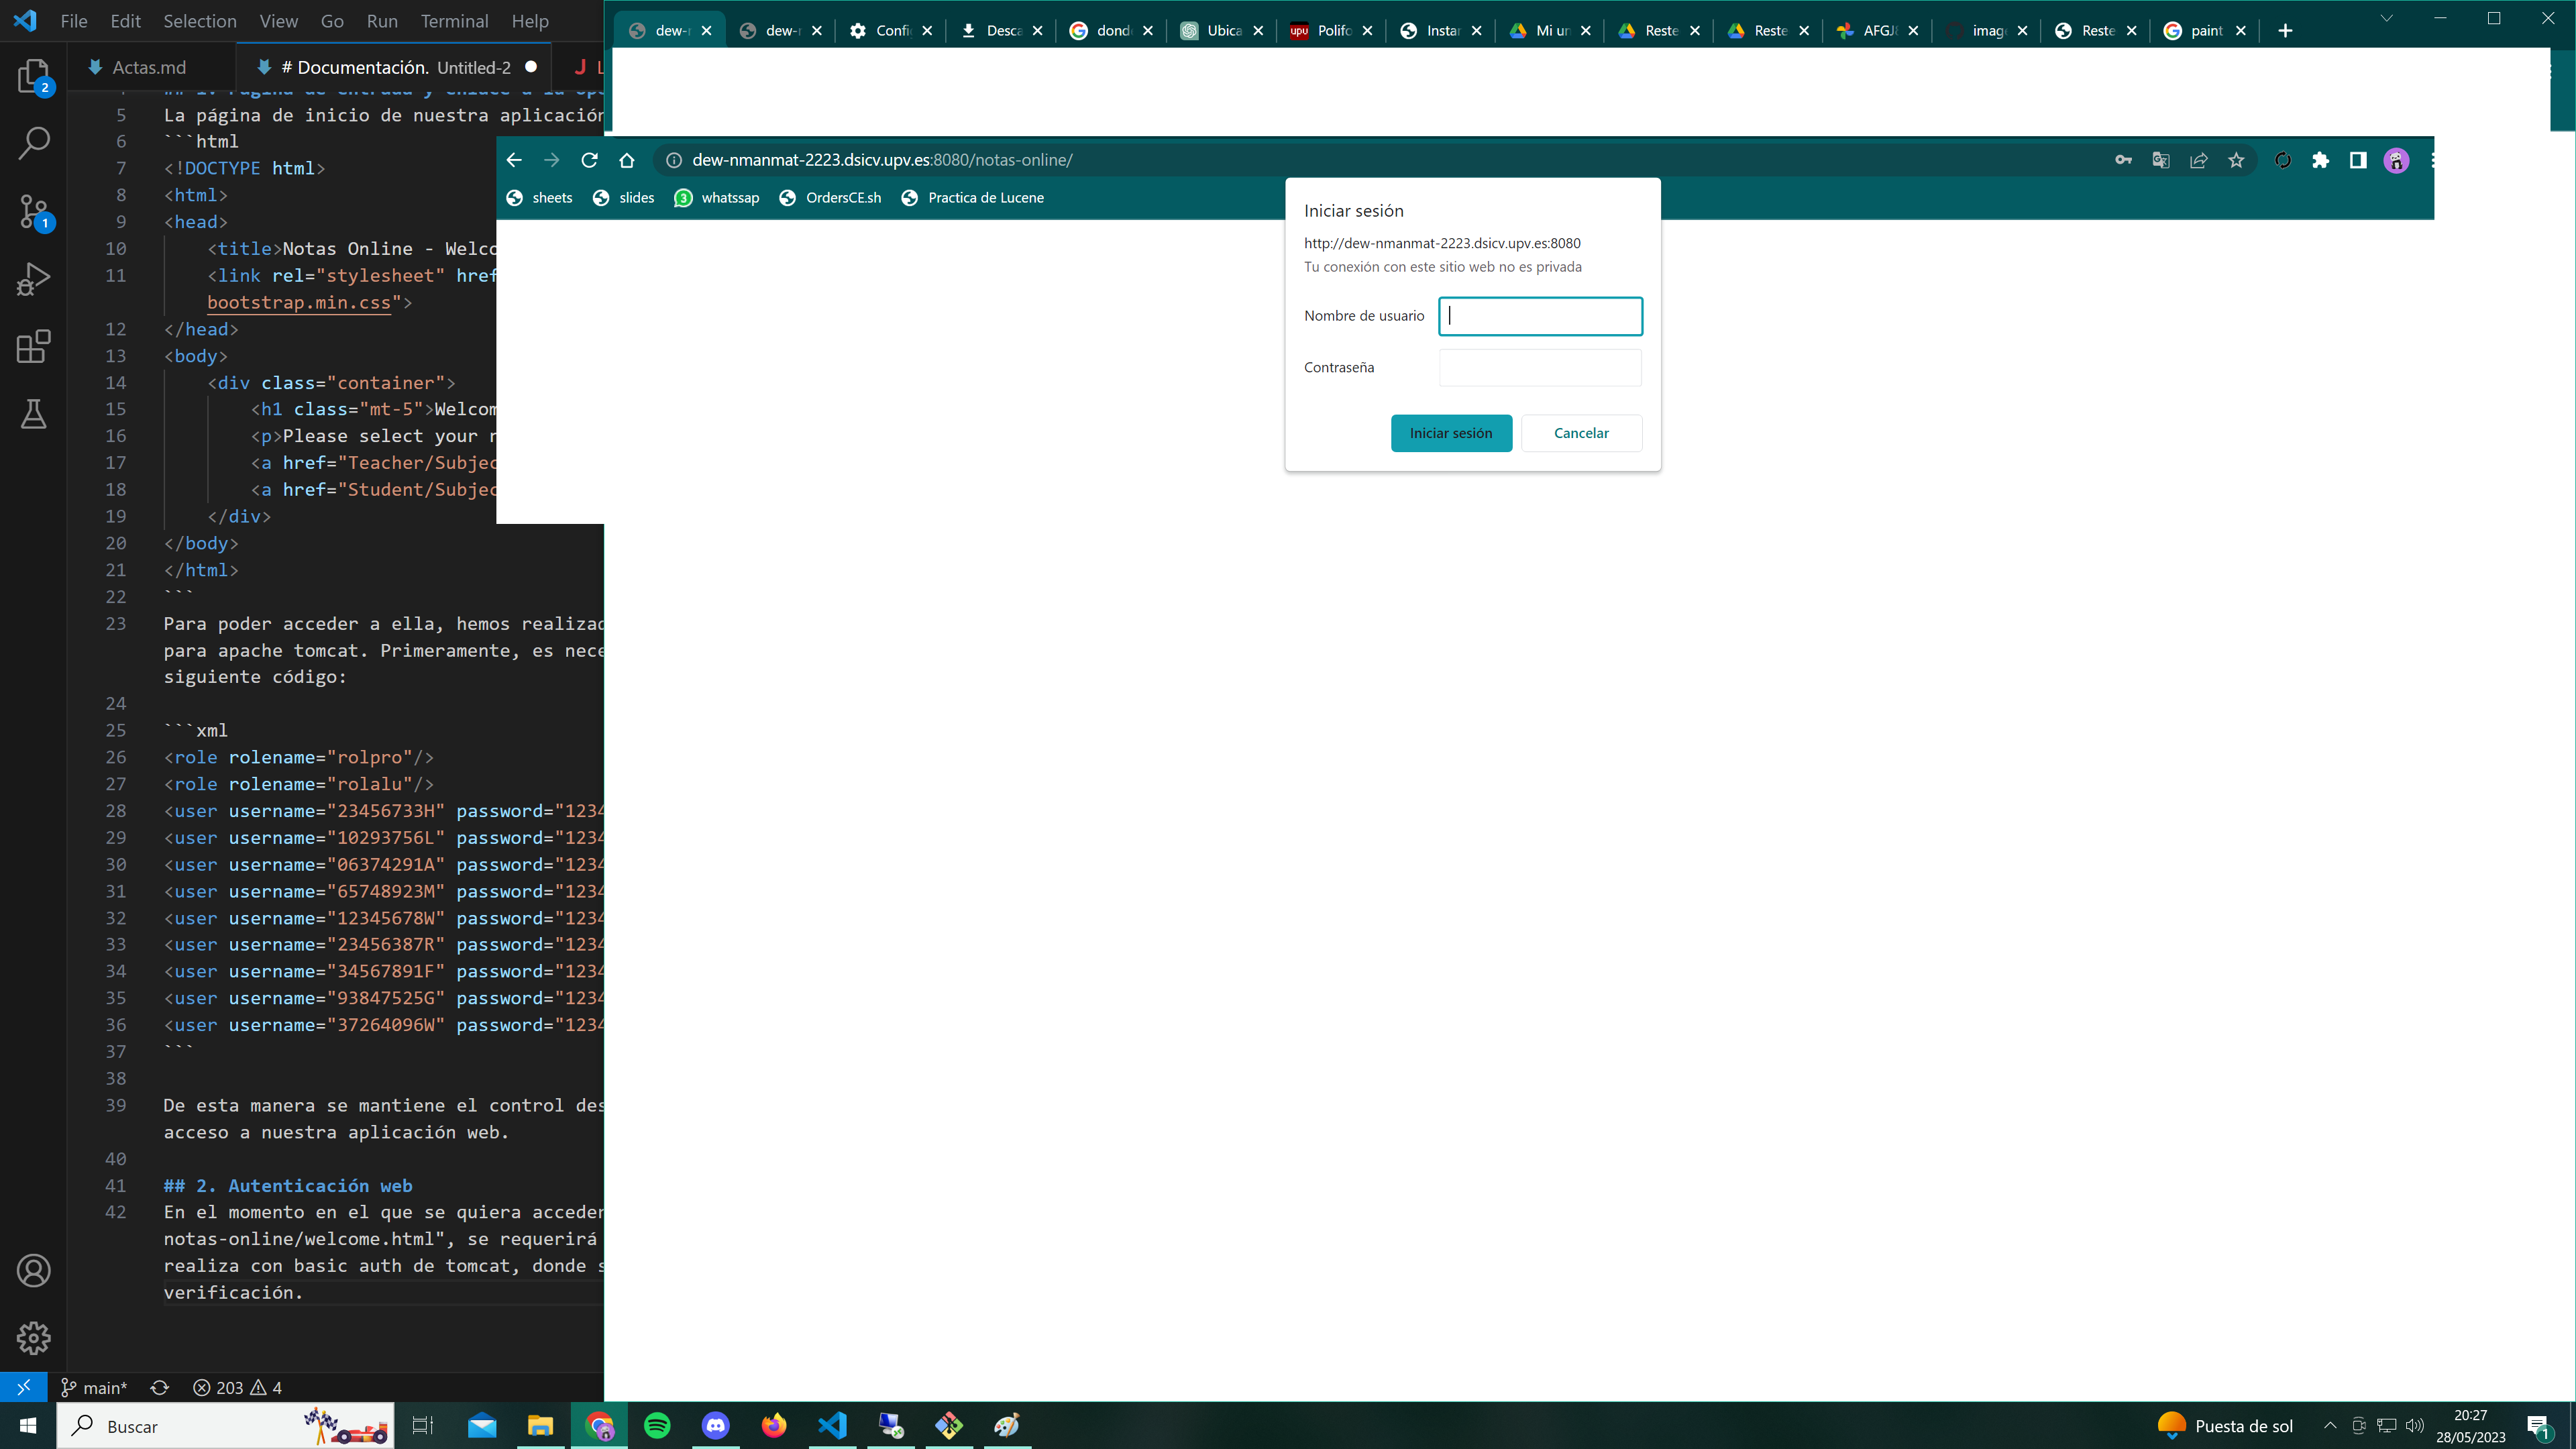 File Edit Selection View Go Run Terminal Help
Actas.md
# Documentación. Untitled-2
5 La página de inicio de nuestra aplicación
6 ```html
7 <!DOCTYPE html>
8 <html>
9 <head>
10 <title>Notas Online - Welco
11 <link rel="stylesheet" href
bootstrap.min.css">
12 </head>
13 <body>
14 <div class="container">
15 <h1 class="mt-5">Welcom
16 <p>Please select your
17 <a href="Teacher/Subjec
18 <a href="Student/Subjec
19 </div>
20 </body>
21 </html>
22 ```
23 Para poder acceder a ella, hemos realizad
para apache tomcat. Primeramente, es nece
siguiente código:
24
25 ```xml
26 <role rolename="rolpro"/>
27 <role rolename="rolalu"/>
28 <user username="23456733H" password="1234
29 <user username="10293756L" password="1234
30 <user username="06374291A" password="1234
31 <user username="65748923M" password="1234
32 <user username="12345678W" password="1234
33 <user username="23456387R" password="1234
34 <user username="34567891F" password="1234
35 <user username="93847525G" password="1234
36 <user username="37264096W" password="1234
37 ```
38
39 De esta manera se mantiene el control des
acceso a nuestra aplicación web.
40
41 ## 2. Autenticación web
42 En el momento en el que se quiera acceder
notas-online/welcome.html", se requerirá
realiza con basic auth de tomcat, donde s
verificación.
main* 203 4
dew-r
dew-r
Config
Desca
dond
Ubica
upv Polifo
Instar
Mi un
Reste
Reste
AFGJ
image
Reste
paint
dew-nmanmat-2223.dsicv.upv.es:8080/notas-online/
sheets slides 3 whatssap OrdersCE.sh Practica de Lucene
Iniciar sesión
http://dew-nmanmat-2223.dsicv.upv.es:8080
Tu conexión con este sitio web no es privada
Nombre de usuario
Contraseña
Iniciar sesión Cancelar
2
1
Buscar
Puesta de sol
20:27
28/05/2023
1